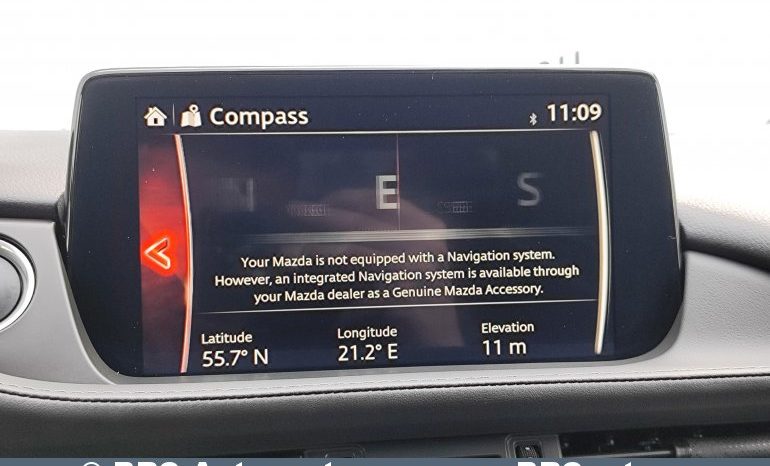 Compass
11:09
E
S
Your Mazda is not equipped with a Navigation system.
However, an integrated Navigation system is available through
your Mazda dealer as a Genuine Mazda Accessory.
Latitude
55.7° N
Longitude
21.2° E
Elevation
11 m